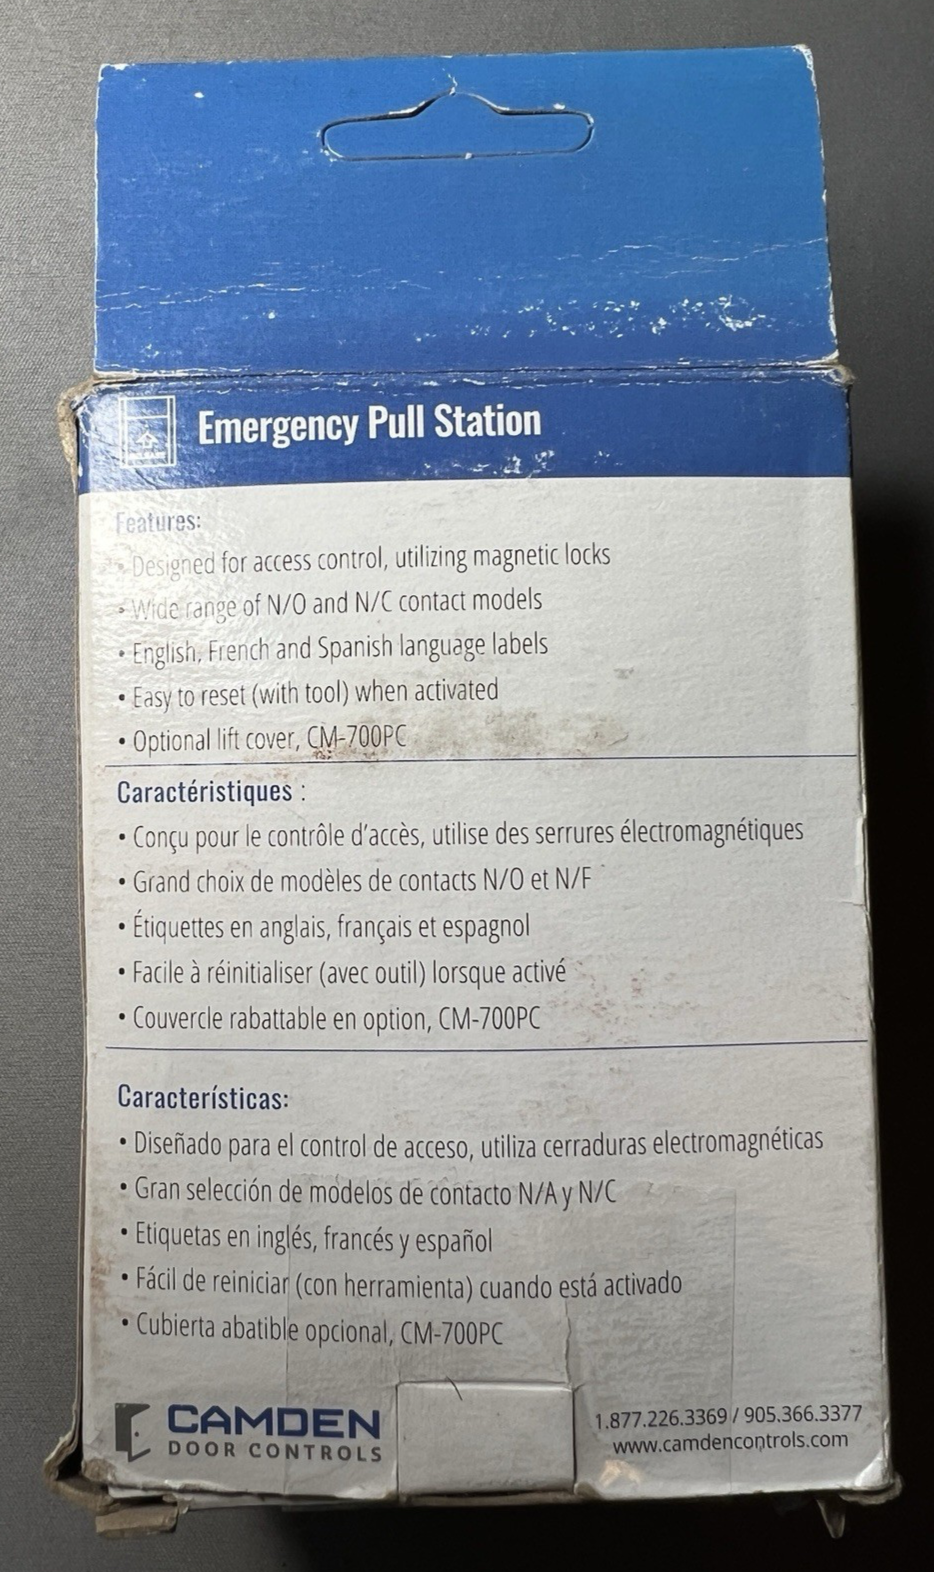 Emergency Pull Station
Features:
• Designed for access control, utilizing magnetic locks
• Wide range of N/O and N/C contact models
• English, French and Spanish language labels
• Easy to reset (with tool) when activated
• Optional lift cover, CM-700PC
Caractéristiques :
• Conçu pour le contrôle d'accès, utilise des serrures électromagnétiques
• Grand choix de modèles de contacts N/O et N/F
• Étiquettes en anglais, français et espagnol
• Facile à réinitialiser (avec outil) lorsque activé
• Couvercle rabattable en option, CM-700PC
Características:
• Diseñado para el control de acceso, utiliza cerraduras electromagnéticas
• Gran selección de modelos de contacto N/A y N/C
• Etiquetas en inglés, francés y español
• Fácil de reiniciar (con herramienta) cuando está activado
• Cubierta abatible opcional, CM-700PC
CAMDEN
DOOR CONTROLS
1.877.226.3369 / 905.366.3377
www.camdencontrols.com